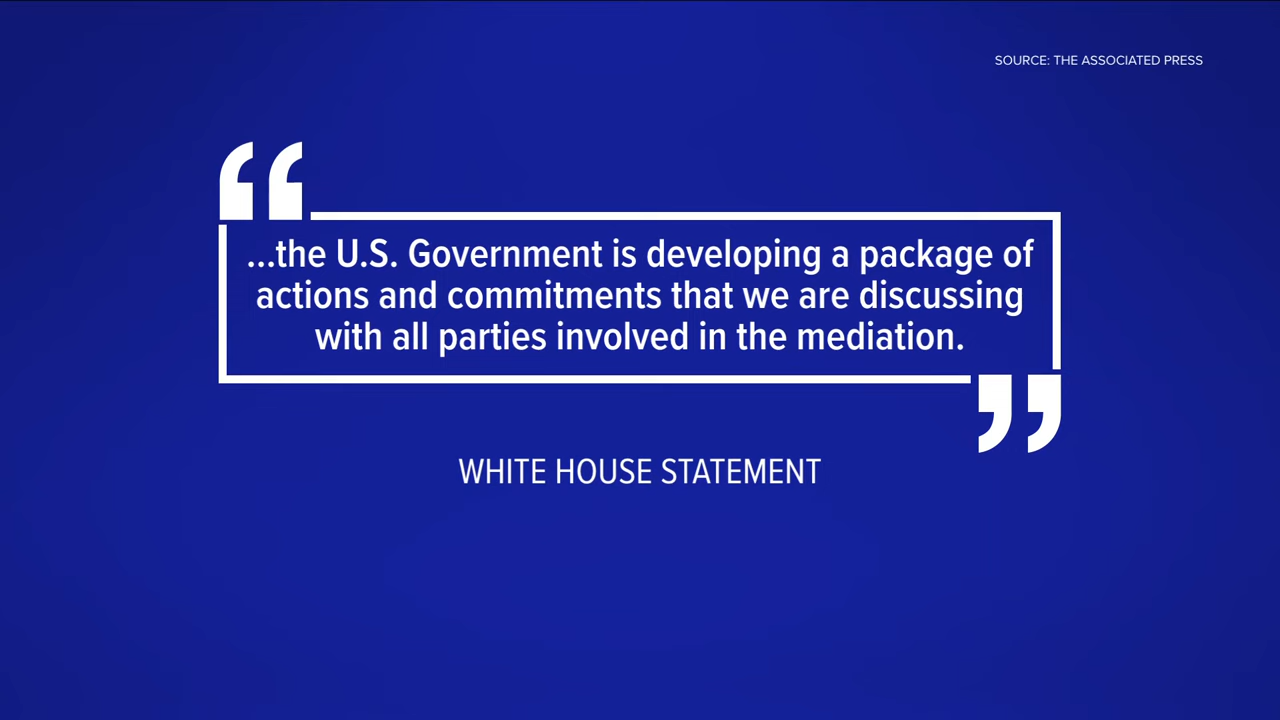 SOURCE: THE ASSOCIATED PRESS
“
...the U.S. Government is developing a package of
actions and commitments that we are discussing
with all parties involved in the mediation.
”
WHITE HOUSE STATEMENT